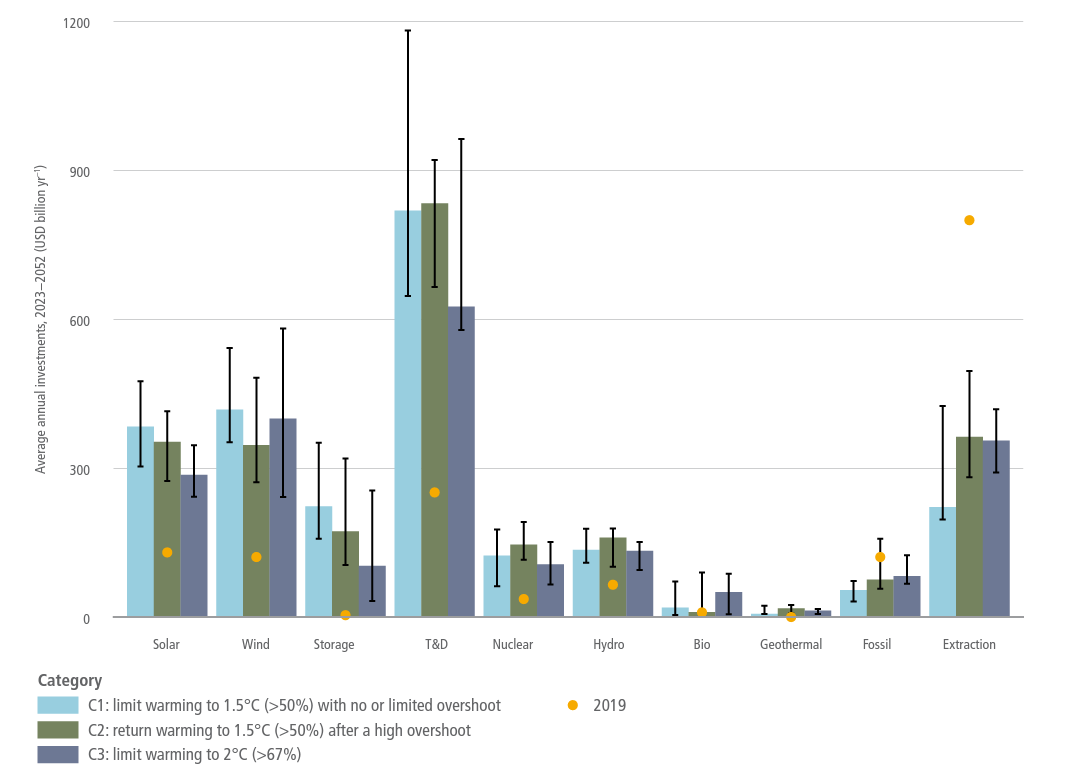 1200
900
600
300
0
Average annual investments, 2023–2052 (USD billion yr⁻¹)
Solar Wind Storage T&D Nuclear Hydro Bio Geothermal Fossil Extraction
Category
C1: limit warming to 1.5°C (>50%) with no or limited overshoot 2019
C2: return warming to 1.5°C (>50%) after a high overshoot
C3: limit warming to 2°C (>67%)